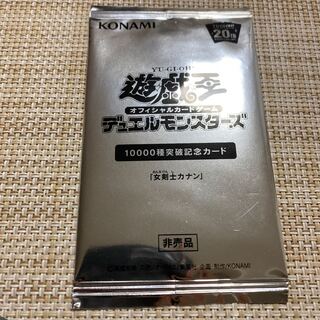 KONAMI
20th
YU-GI-OH!
遊戯王
オフィシャルカードゲーム
デュエルモンスターズ
10000種突破記念カード
「女剣士カナン」
非売品